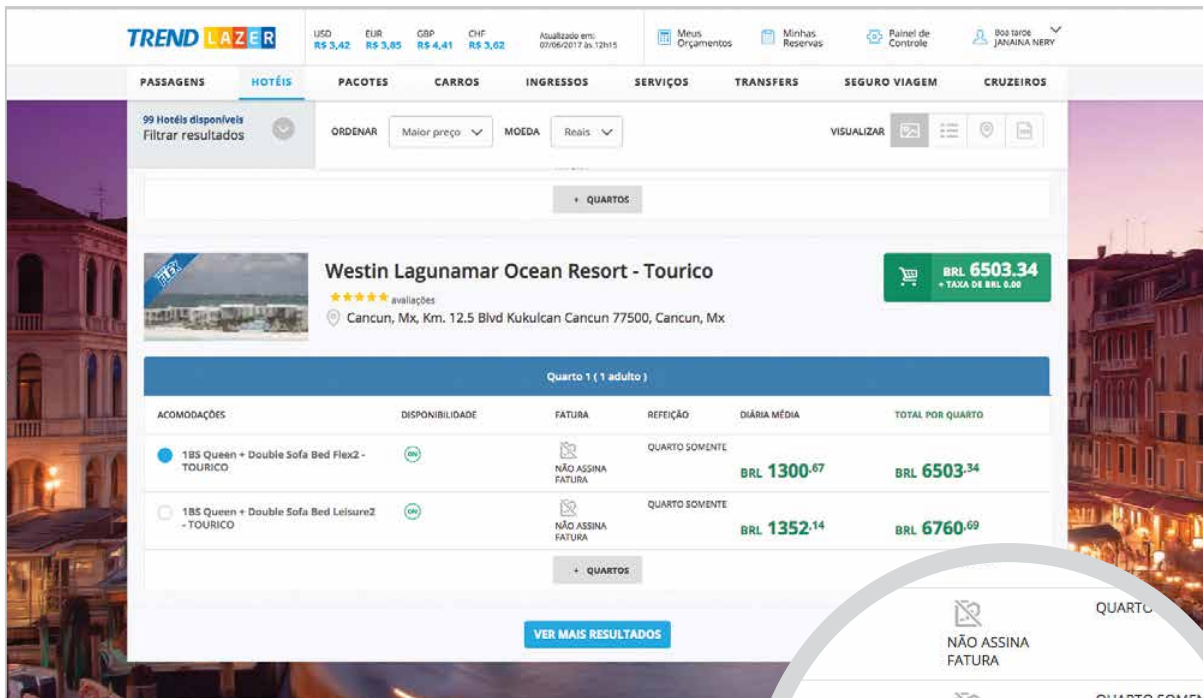 TREND LAZER
USD EUR GBP CHF
R$ 3,42 R$ 3,85 R$ 4,41 R$ 3,62
Atualizado em:
07/06/2017 às 12h15
Meus
Orçamentos
Minhas
Reservas
Painel de
Controle
Boa tarde
JANAINA NERY
PASSAGENS HOTÉIS PACOTES CARROS INGRESSOS SERVIÇOS TRANSFERS SEGURO VIAGEM CRUZEIROS
99 Hotéis disponíveis
Filtrar resultados
ORDENAR Maior preço MOEDA Reais VISUALIZAR
+ QUARTOS
FLEX
Westin Lagunamar Ocean Resort - Tourico
avaliações
Cancun, Mx, Km. 12.5 Blvd Kukulcan Cancun 77500, Cancun, Mx
BRL 6503.34
+ TAXA DE BRL 0.00
Quarto 1 ( 1 adulto )
ACOMODAÇÕES DISPONIBILIDADE FATURA REFEIÇÃO DIÁRIA MÉDIA TOTAL POR QUARTO
1BS Queen + Double Sofa Bed Flex2 -
TOURICO
ON
NÃO ASSINA
FATURA
QUARTO SOMENTE
BRL 1300.67
BRL 6503.34
1BS Queen + Double Sofa Bed Leisure2
- TOURICO
ON
NÃO ASSINA
FATURA
QUARTO SOMENTE
BRL 1352.14
BRL 6760.69
+ QUARTOS
VER MAIS RESULTADOS
QUARTO
NÃO ASSINA
FATURA
QUARTO SOMEN